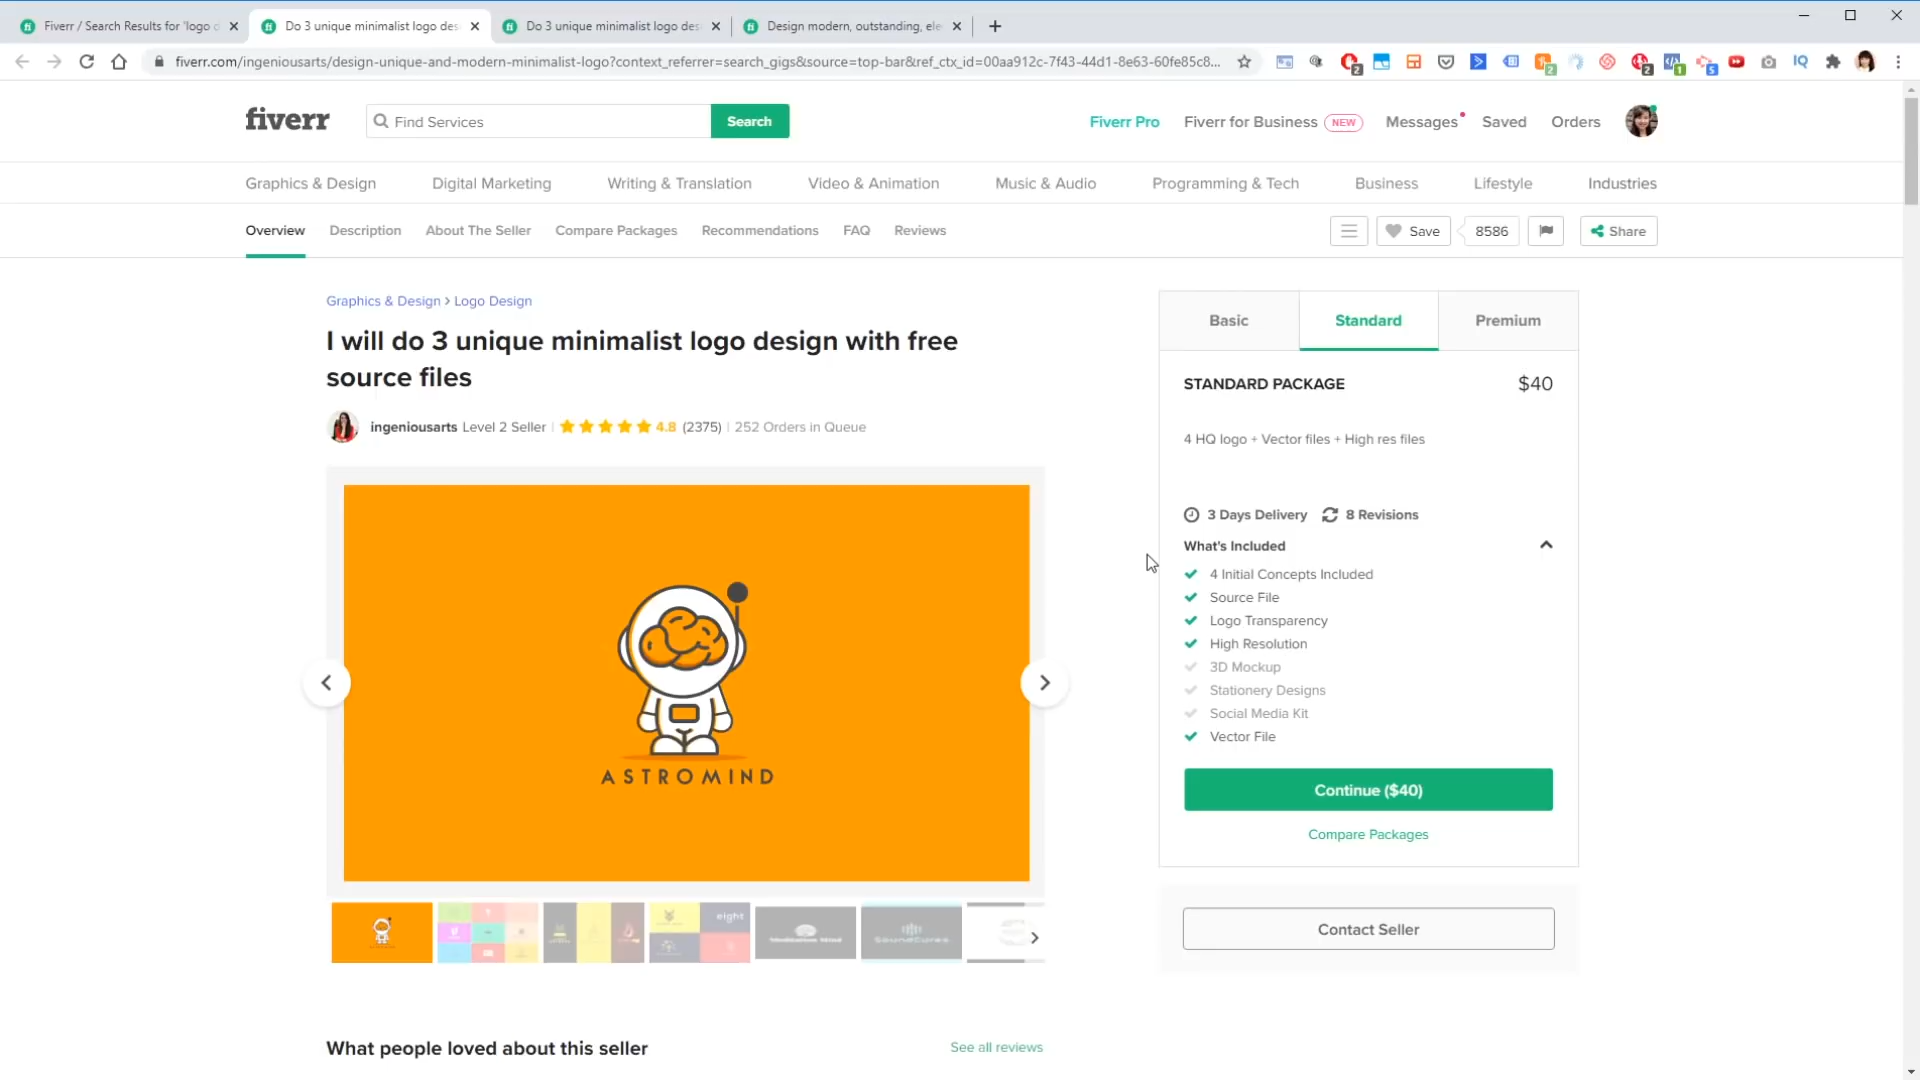 Fiverr / Search Results for 'logo d
Do 3 unique minimalist logo des
Do 3 unique minimalist logo des
Design modern, outstanding, ele
fiverr.com/ingeniousarts/design-unique-and-modern-minimalist-logo?context_referrer=search_gigs&source=top-bar&ref_ctx_id=00aa912c-7f43-44d1-8e63-60fe85c8...
fiverr
Find Services
Search
Fiverr Pro
Fiverr for Business NEW
Messages
Saved
Orders
Graphics & Design
Digital Marketing
Writing & Translation
Video & Animation
Music & Audio
Programming & Tech
Business
Lifestyle
Industries
Overview
Description
About The Seller
Compare Packages
Recommendations
FAQ
Reviews
Save
8586
Share
Graphics & Design > Logo Design
I will do 3 unique minimalist logo design with free
source files
ingeniousarts Level 2 Seller | 4.8 (2375) | 252 Orders in Queue
ASTROMIND
eight
What people loved about this seller
See all reviews
Basic
Standard
Premium
STANDARD PACKAGE
$40
4 HQ logo + Vector files + High res files
3 Days Delivery
8 Revisions
What's Included
4 Initial Concepts Included
Source File
Logo Transparency
High Resolution
3D Mockup
Stationery Designs
Social Media Kit
Vector File
Continue ($40)
Compare Packages
Contact Seller